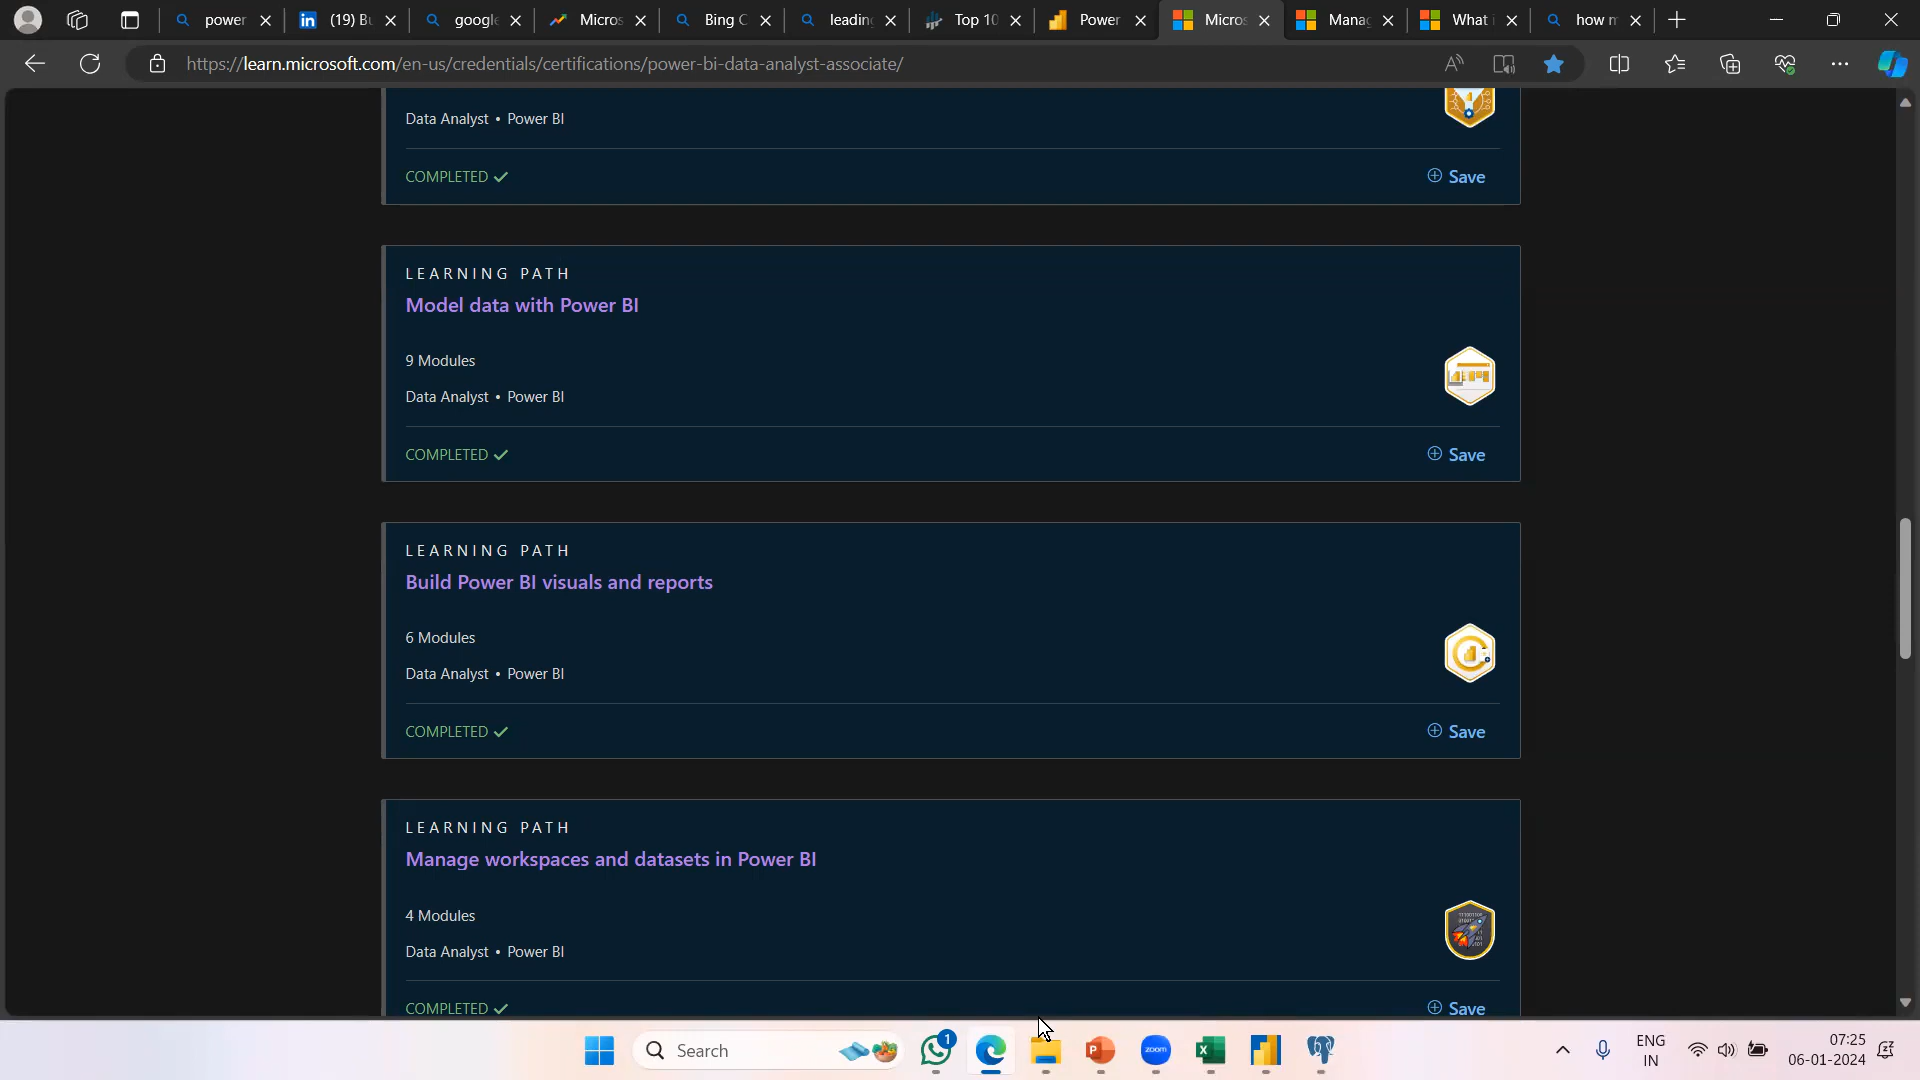 power
(19) Bu
google
Micros
Bing C
leading
Top 10
Power
Micros
Manag
What i
how m
https://learn.microsoft.com/en-us/credentials/certifications/power-bi-data-analyst-associate/
Data Analyst • Power BI
COMPLETED
Save
LEARNING PATH
Model data with Power BI
9 Modules
Data Analyst • Power BI
COMPLETED
Save
LEARNING PATH
Build Power BI visuals and reports
6 Modules
Data Analyst • Power BI
COMPLETED
Save
LEARNING PATH
Manage workspaces and datasets in Power BI
4 Modules
Data Analyst • Power BI
COMPLETED
Save
Search
1
zoom
ENG
IN
07:25
06-01-2024